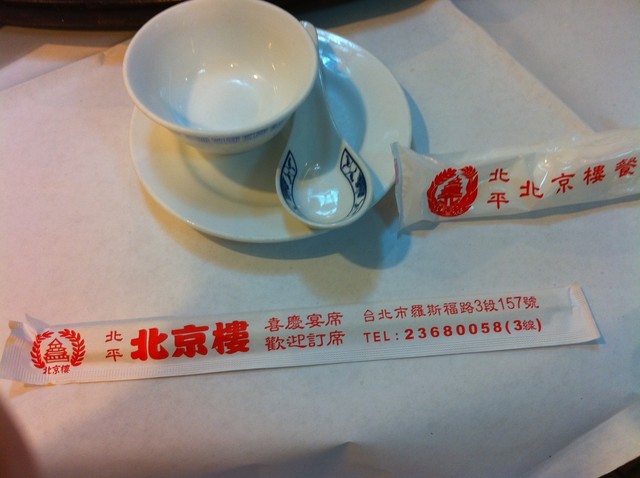 北平
北京樓餐
北京樓
北平
北京樓
喜慶宴席
歡迎訂席
台北市羅斯福路3段157號
TEL:23680058(3線)